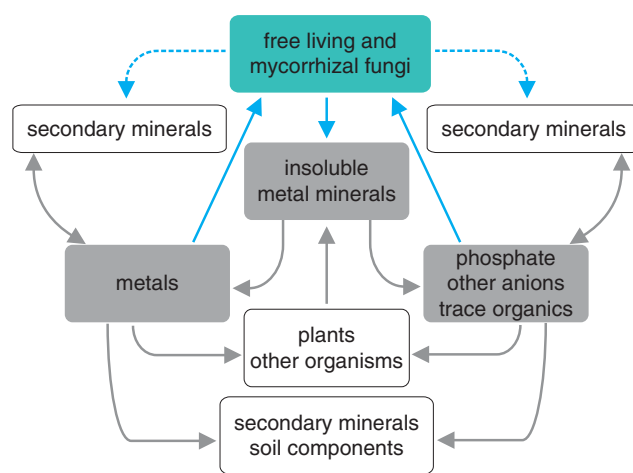 free living and
mycorrhizal fungi
secondary minerals
secondary minerals
insoluble
metal minerals
metals
phosphate
other anions
trace organics
plants
other organisms
secondary minerals
soil components